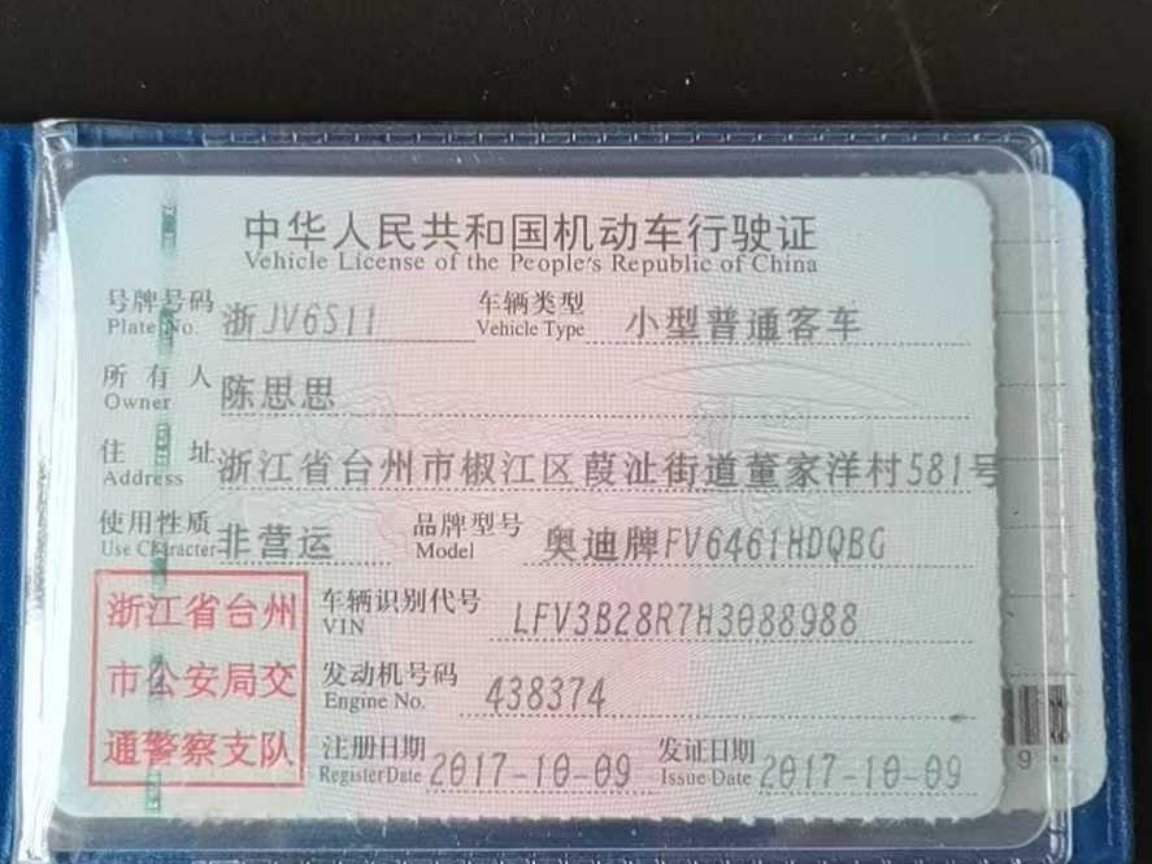 中华人民共和国机动车行驶证
Vehicle License of the People's Republic of China
号牌号码 浙JV6S11 车辆类型 小型普通客车
Plate No. Vehicle Type
所有人 陈思思
Owner
住址 浙江省台州市椒江区葭沚街道董家洋村581号
Address
使用性质 非营运 品牌型号 奥迪牌FV6461HDQBG
Use Character Model
浙江省台州
市公安局交
通警察支队
车辆识别代号 LFV3B28R7H3088988
VIN
发动机号码 438374
Engine No.
注册日期 2017-10-09 发证日期 2017-10-09
Register Date Issue Date
9